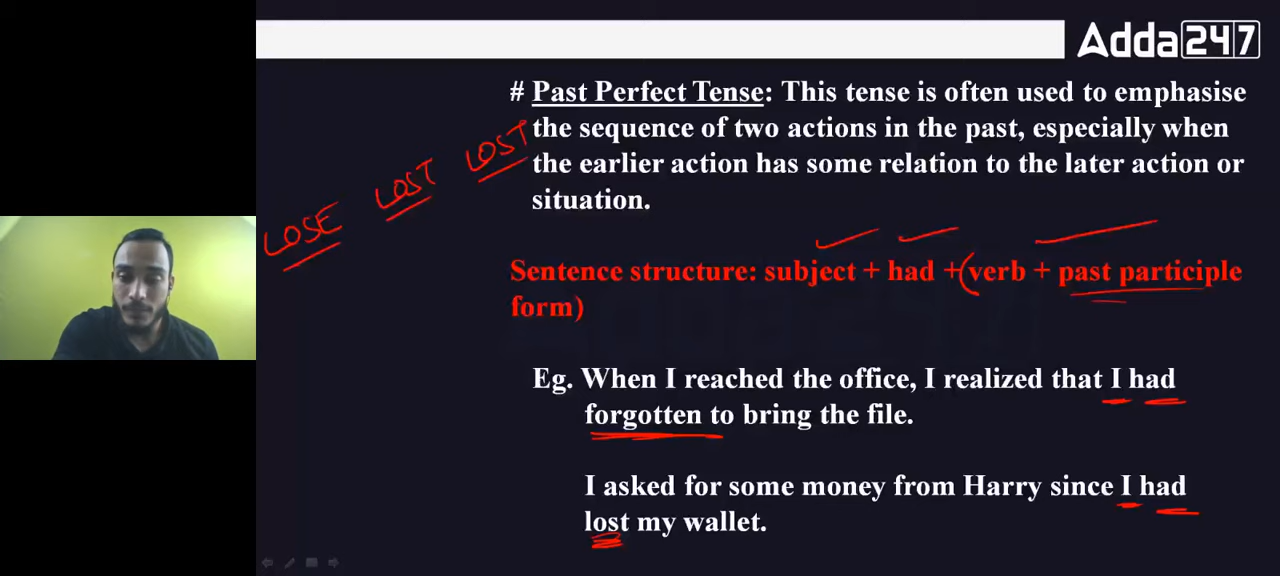 Adda247
# Past Perfect Tense: This tense is often used to emphasise
the sequence of two actions in the past, especially when
the earlier action has some relation to the later action or
situation.
LOSE LOST LOST
Sentence structure: subject + had +(verb + past participle
form)
Eg. When I reached the office, I realized that I had
forgotten to bring the file.
I asked for some money from Harry since I had
lost my wallet.